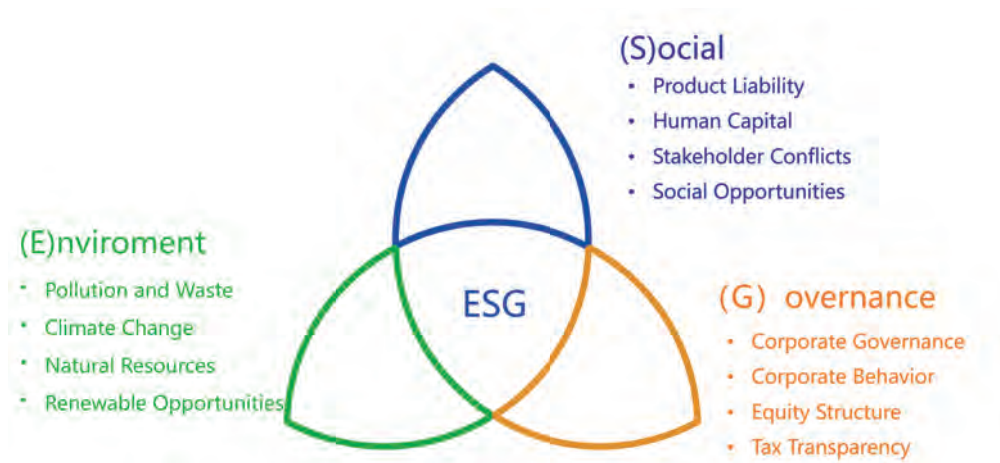 (S)ocial
• Product Liability
• Human Capital
• Stakeholder Conflicts
• Social Opportunities
(E)nviroment
• Pollution and Waste
• Climate Change
• Natural Resources
• Renewable Opportunities
ESG
(G) overnance
• Corporate Governance
• Corporate Behavior
• Equity Structure
• Tax Transparency